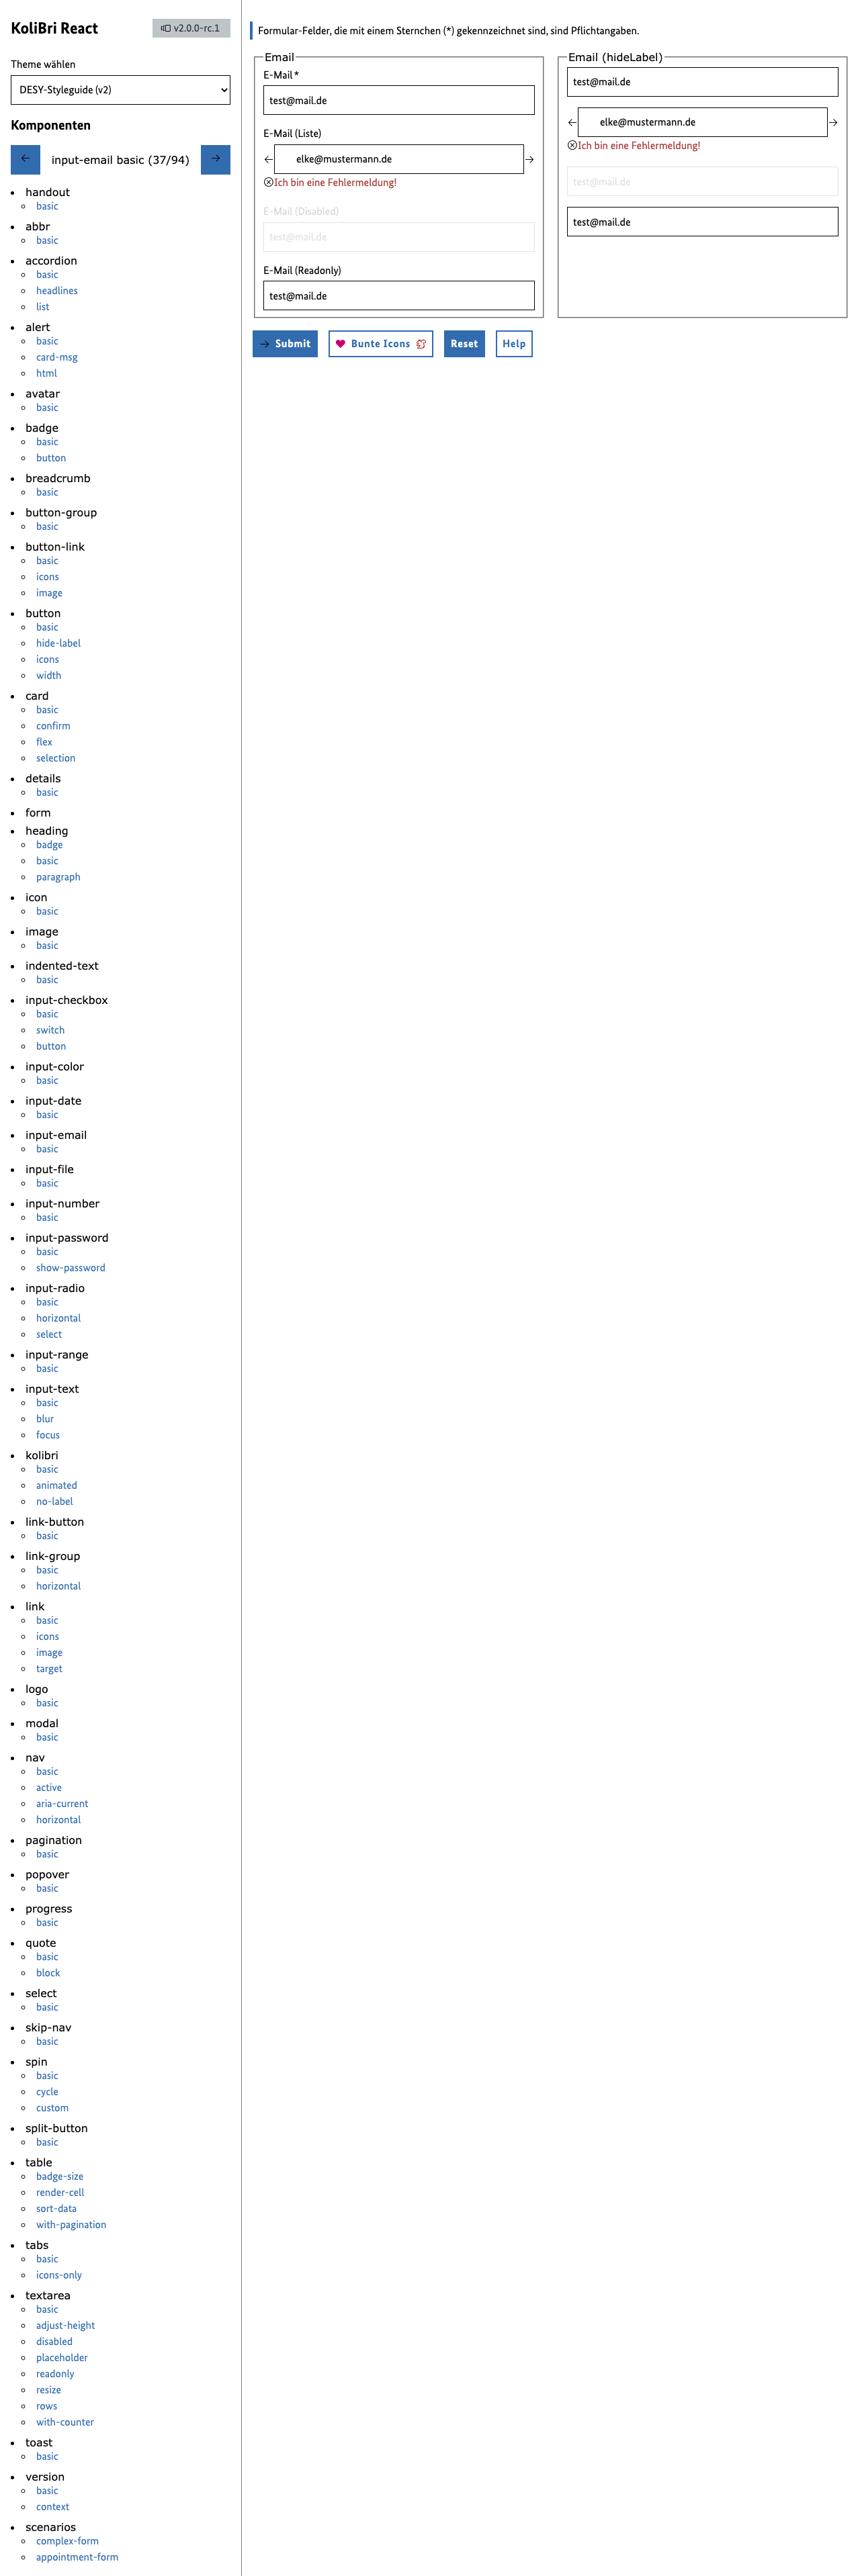 KoliBri React
v2.0.0-rc.1
Theme wählen
DESY-Styleguide (v2)
Komponenten
input-email basic (37/94)
handout
basic
abbr
basic
accordion
basic
headlines
list
alert
basic
card-msg
html
avatar
basic
badge
basic
button
breadcrumb
basic
button-group
basic
button-link
basic
icons
image
button
basic
hide-label
icons
width
card
basic
confirm
flex
selection
details
basic
form
heading
badge
basic
paragraph
icon
basic
image
basic
indented-text
basic
input-checkbox
basic
switch
button
input-color
basic
input-date
basic
input-email
basic
input-file
basic
input-number
basic
input-password
basic
show-password
input-radio
basic
horizontal
select
input-range
basic
input-text
basic
blur
focus
kolibri
basic
animated
no-label
link-button
basic
link-group
basic
horizontal
link
basic
icons
image
target
logo
basic
modal
basic
nav
basic
active
aria-current
horizontal
pagination
basic
popover
basic
progress
basic
quote
basic
block
select
basic
skip-nav
basic
spin
basic
cycle
custom
split-button
basic
table
badge-size
render-cell
sort-data
with-pagination
tabs
basic
icons-only
textarea
basic
adjust-height
disabled
placeholder
readonly
resize
rows
with-counter
toast
basic
version
basic
context
scenarios
complex-form
appointment-form
Formular-Felder, die mit einem Sternchen (*) gekennzeichnet sind, sind Pflichtangaben.
Email
E-Mail *
test@mail.de
E-Mail (Liste)
elke@mustermann.de
Ich bin eine Fehlermeldung!
E-Mail (Disabled)
test@mail.de
E-Mail (Readonly)
test@mail.de
Email (hideLabel)
test@mail.de
elke@mustermann.de
Ich bin eine Fehlermeldung!
test@mail.de
test@mail.de
Submit
Bunte Icons
Reset
Help